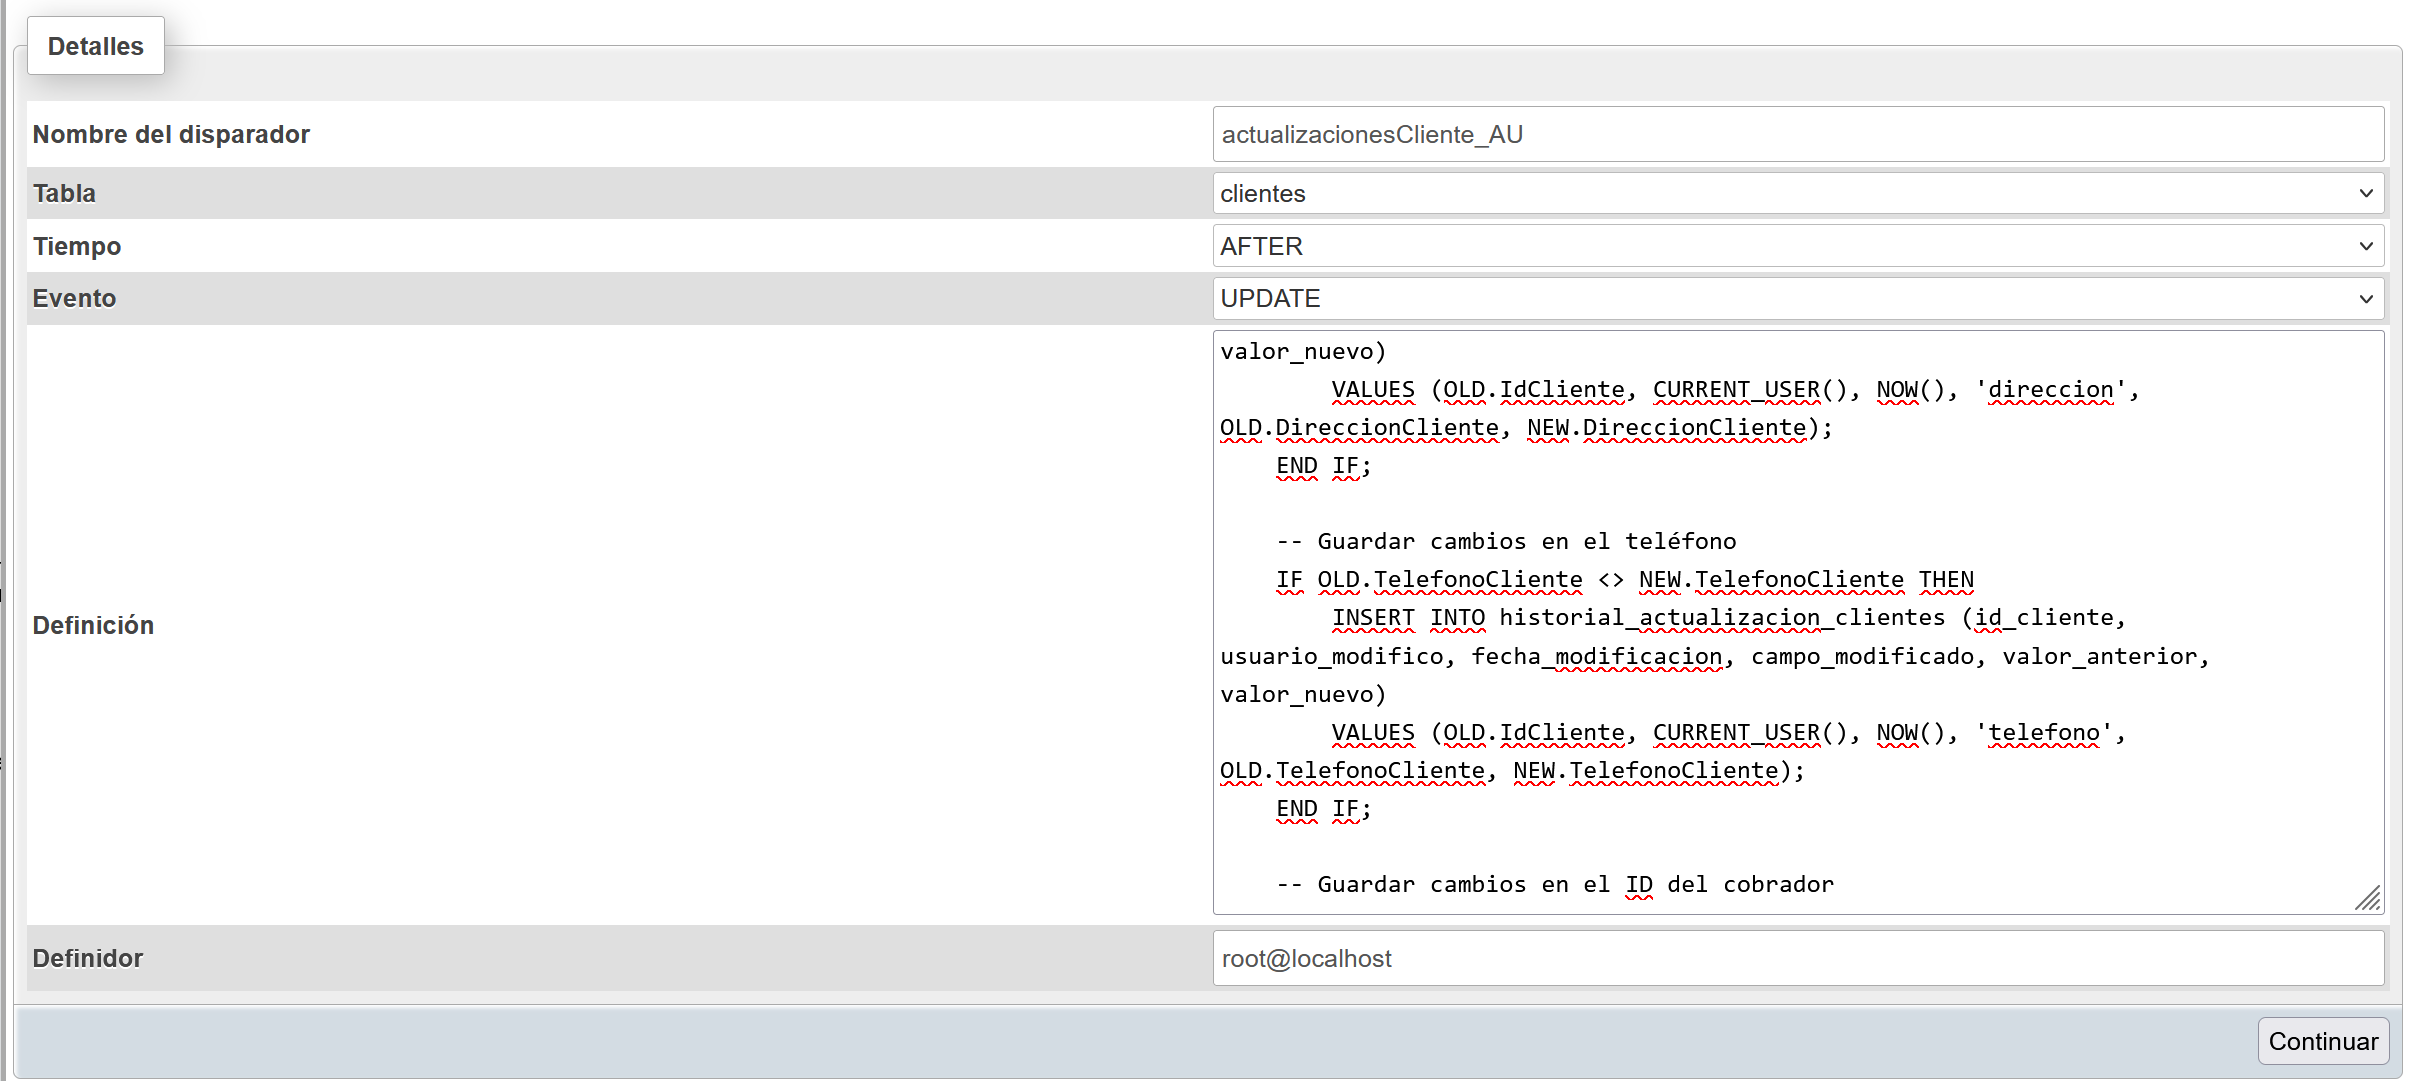 Detalles
Nombre del disparador
actualizacionesCliente_AU
Tabla
clientes
Tiempo
AFTER
Evento
UPDATE
Definición
valor_nuevo)
        VALUES (OLD.IdCliente, CURRENT_USER(), NOW(), 'direccion',
OLD.DireccionCliente, NEW.DireccionCliente);
    END IF;

    -- Guardar cambios en el teléfono
    IF OLD.TelefonoCliente <> NEW.TelefonoCliente THEN
        INSERT INTO historial_actualizacion_clientes (id_cliente,
usuario_modifico, fecha_modificacion, campo_modificado, valor_anterior,
valor_nuevo)
        VALUES (OLD.IdCliente, CURRENT_USER(), NOW(), 'telefono',
OLD.TelefonoCliente, NEW.TelefonoCliente);
    END IF;

    -- Guardar cambios en el ID del cobrador
Definidor
root@localhost
Continuar